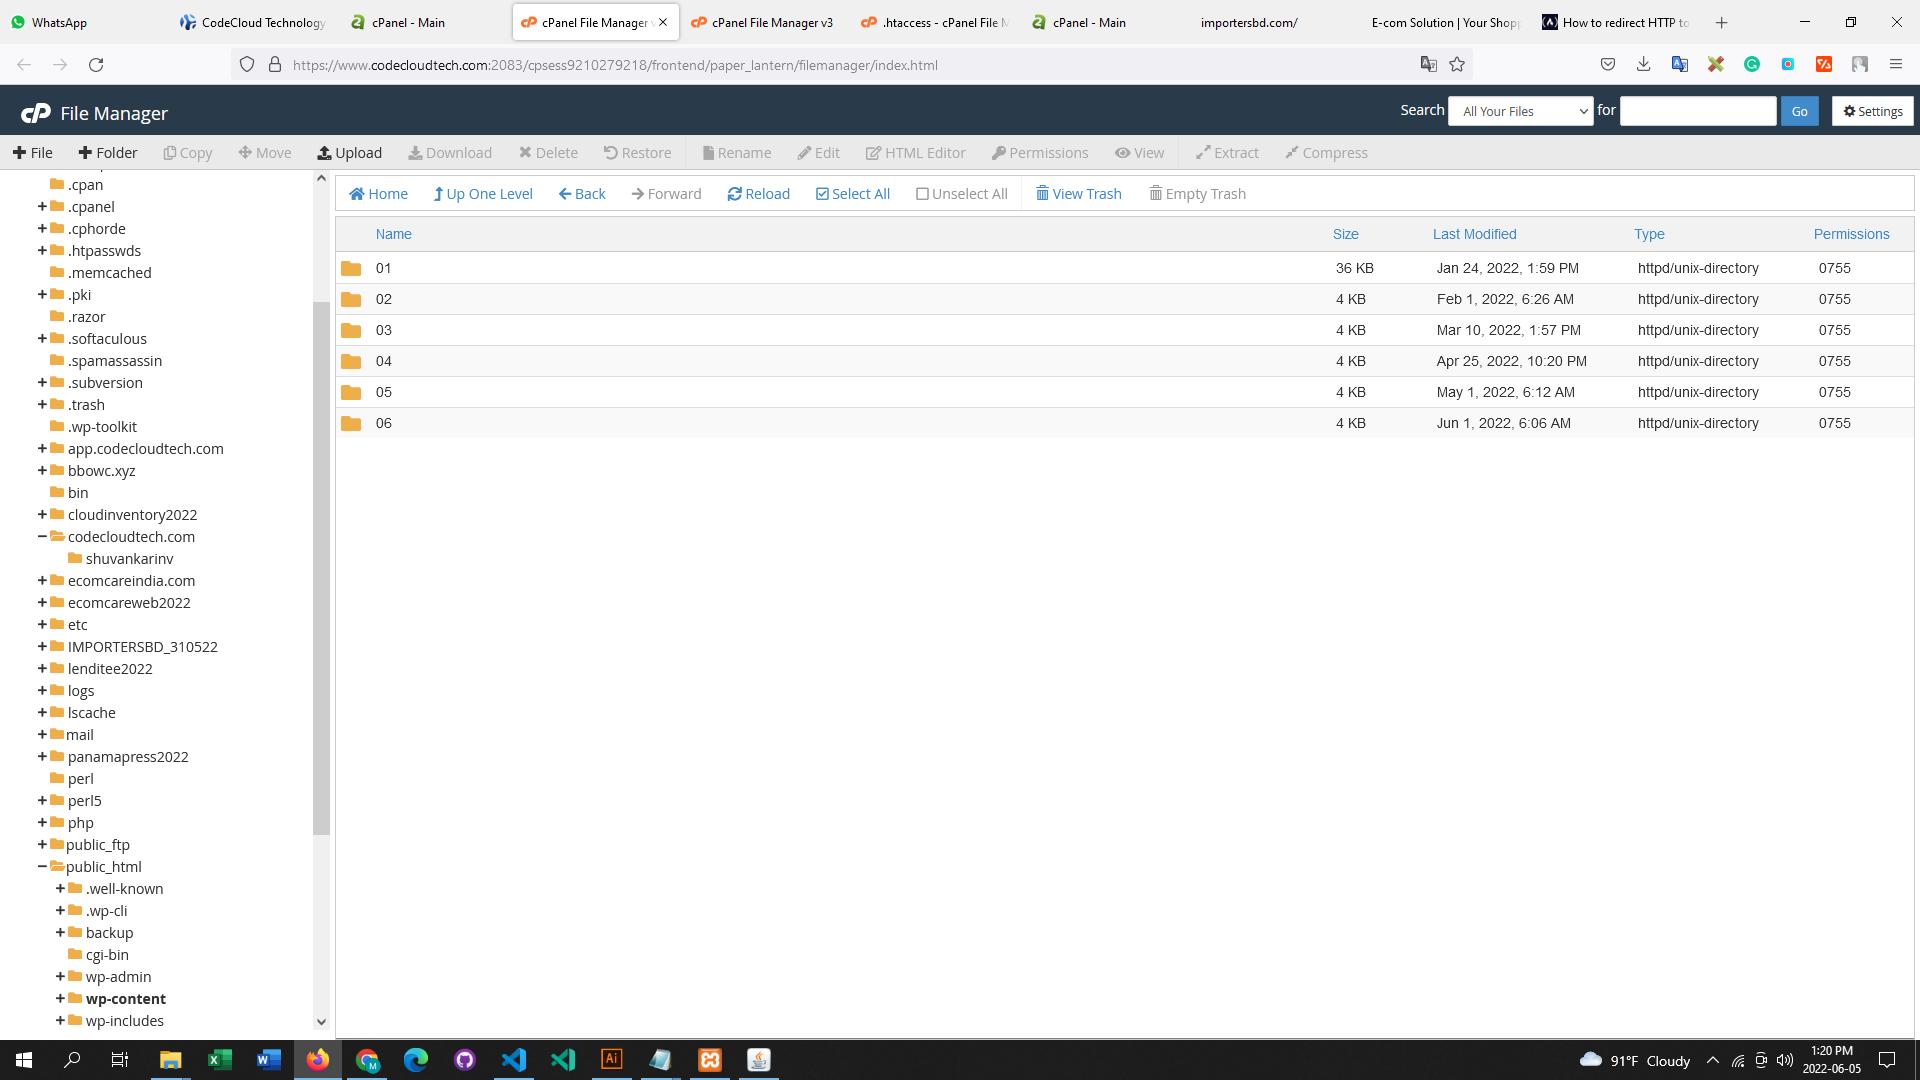 WhatsApp
CodeCloud Technology
cPanel - Main
cPanel File Manager v
cPanel File Manager v3
.htaccess - cPanel File M
cPanel - Main
importersbd.com/
E-com Solution | Your Shopp
How to redirect HTTP to
https://www.codecloudtech.com:2083/cpsess9210279218/frontend/paper_lantern/filemanager/index.html
cP File Manager
Search All Your Files for Go Settings
File Folder Copy Move Upload Download Delete Restore Rename Edit HTML Editor Permissions View Extract Compress
Home Up One Level Back Forward Reload Select All Unselect All View Trash Empty Trash
Name Size Last Modified Type Permissions
01 36 KB Jan 24, 2022, 1:59 PM httpd/unix-directory 0755
02 4 KB Feb 1, 2022, 6:26 AM httpd/unix-directory 0755
03 4 KB Mar 10, 2022, 1:57 PM httpd/unix-directory 0755
04 4 KB Apr 25, 2022, 10:20 PM httpd/unix-directory 0755
05 4 KB May 1, 2022, 6:12 AM httpd/unix-directory 0755
06 4 KB Jun 1, 2022, 6:06 AM httpd/unix-directory 0755
.cpan
.cpanel
.cphorde
.htpasswds
.memcached
.pki
.razor
.softaculous
.spamassassin
.subversion
.trash
.wp-toolkit
app.codecloudtech.com
bbowc.xyz
bin
cloudinventory2022
codecloudtech.com
shuvankarinv
ecomcareindia.com
ecomcareweb2022
etc
IMPORTERSBD_310522
lenditee2022
logs
lscache
mail
panamapress2022
perl
perl5
php
public_ftp
public_html
.well-known
.wp-cli
backup
cgi-bin
wp-admin
wp-content
wp-includes
91°F Cloudy
1:20 PM
2022-06-05